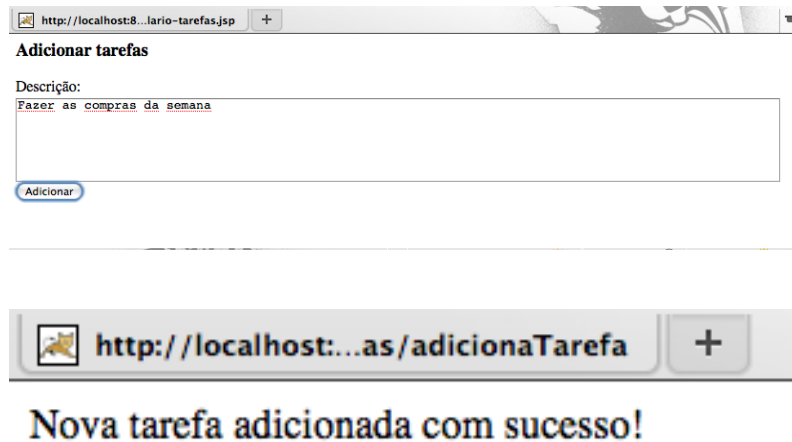 http://localhost:8...lario-tarefas.jsp +
Adicionar tarefas
Descrição:
Fazer as compras da semana
Adicionar
http://localhost:...as/adicionaTarefa +
Nova tarefa adicionada com sucesso!